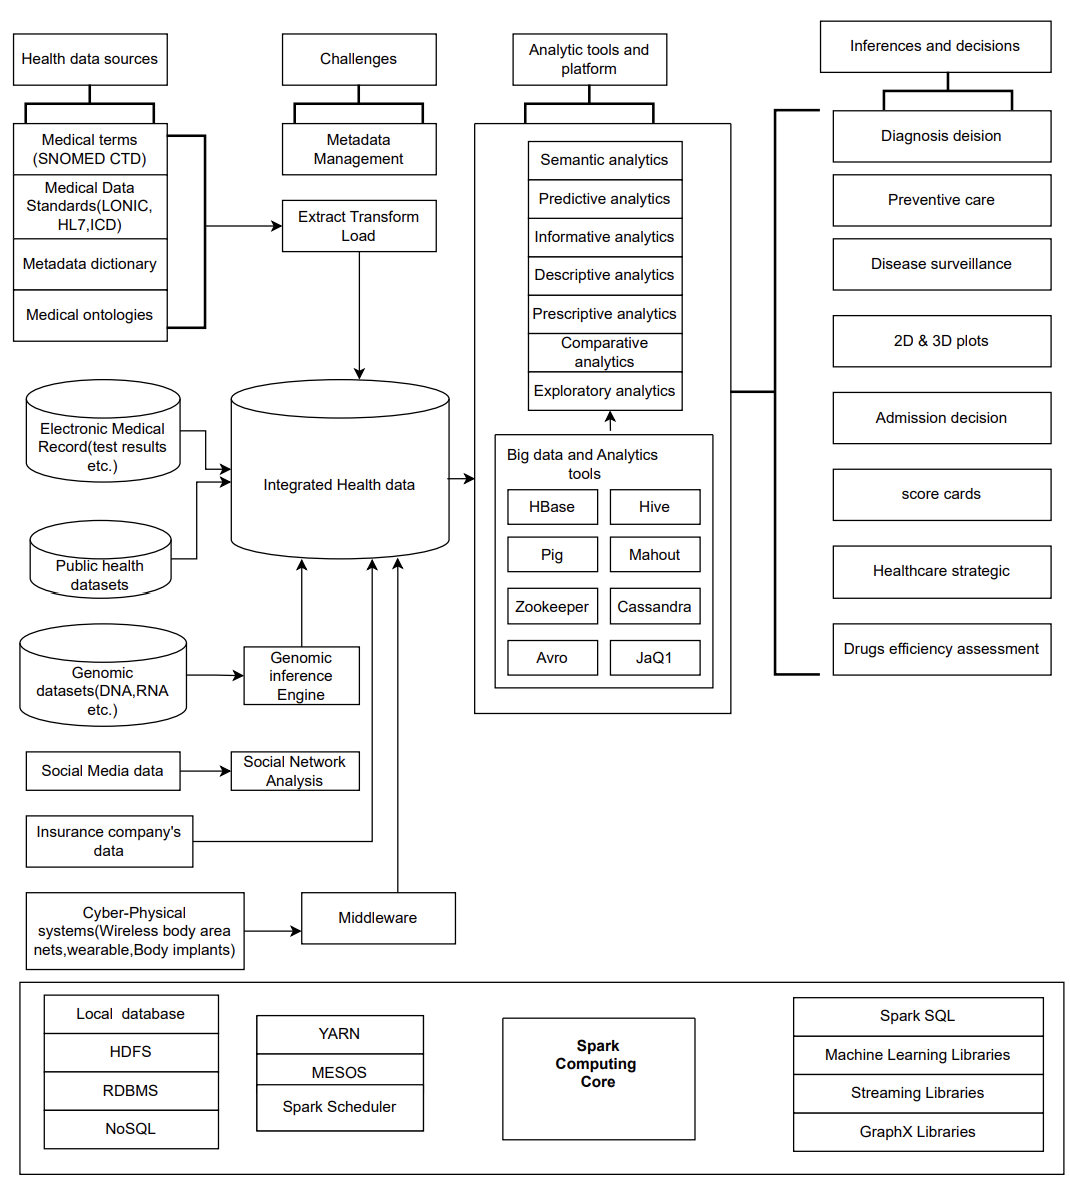 Health data sources
Challenges
Analytic tools and
platform
Inferences and decisions
Medical terms
(SNOMED CTD)
Medical Data
Standards(LONIC,
HL7,ICD)
Metadata dictionary
Medical ontologies
Metadata
Management
Extract Transform
Load
Electronic Medical
Record(test results
etc.)
Public health
datasets
Genomic
datasets(DNA,RNA
etc.)
Integrated Health data
Genomic
inference
Engine
Social Media data
Social Network
Analysis
Insurance company's
data
Cyber-Physical
systems(Wireless body area
nets,wearable,Body implants)
Middleware
Semantic analytics
Predictive analytics
Informative analytics
Descriptive analytics
Prescriptive analytics
Comparative
analytics
Exploratory analytics
Big data and Analytics
tools
HBase
Hive
Pig
Mahout
Zookeeper
Cassandra
Avro
JaQ1
Diagnosis deision
Preventive care
Disease surveillance
2D & 3D plots
Admission decision
score cards
Healthcare strategic
Drugs efficiency assessment
Local  database
HDFS
RDBMS
NoSQL
YARN
MESOS
Spark Scheduler
Spark
Computing
Core
Spark SQL
Machine Learning Libraries
Streaming Libraries
GraphX Libraries